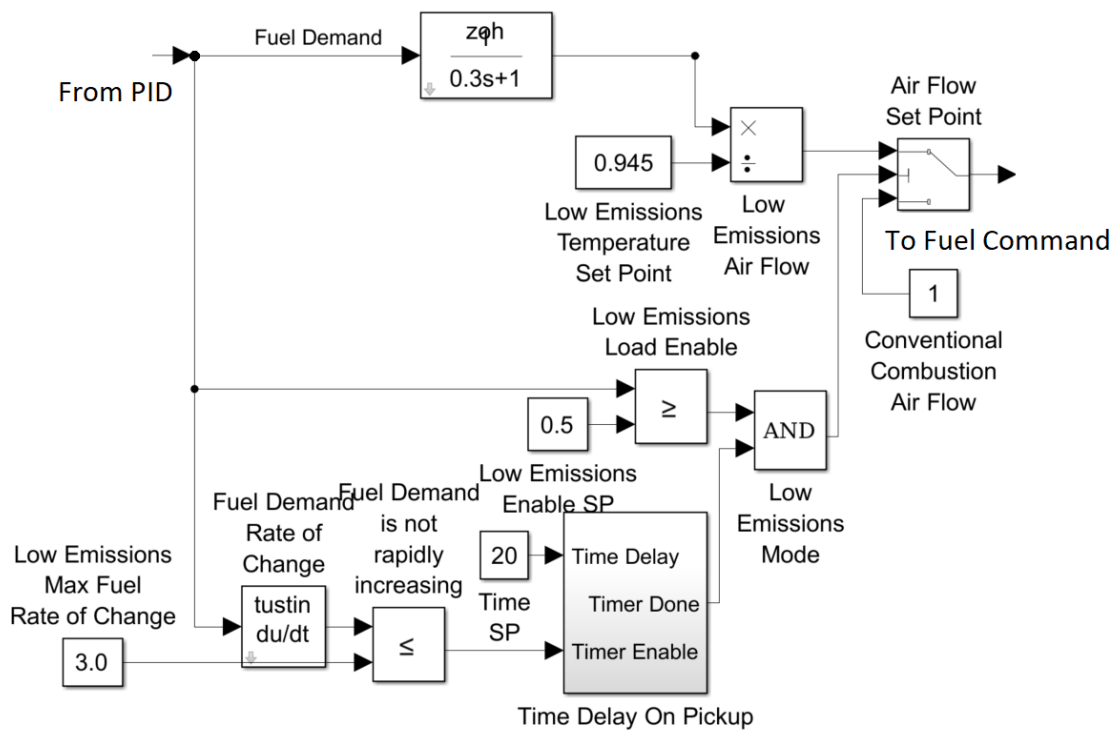 Fuel Demand
From PID
zoh
0.3s+1
Air Flow
Set Point
×
÷
0.945
Low Emissions
Temperature
Set Point
Low
Emissions
Air Flow
To Fuel Command
1
Conventional
Combustion
Air Flow
Low Emissions
Load Enable
≥
0.5
Low Emissions
Enable SP
AND
Low
Emissions
Mode
Fuel Demand
Rate of
Change
Fuel Demand
is not
rapidly
increasing
Low Emissions
Max Fuel
Rate of Change
3.0
tustin
du/dt
≤
20
Time
SP
Time Delay
Timer Done
Timer Enable
Time Delay On Pickup